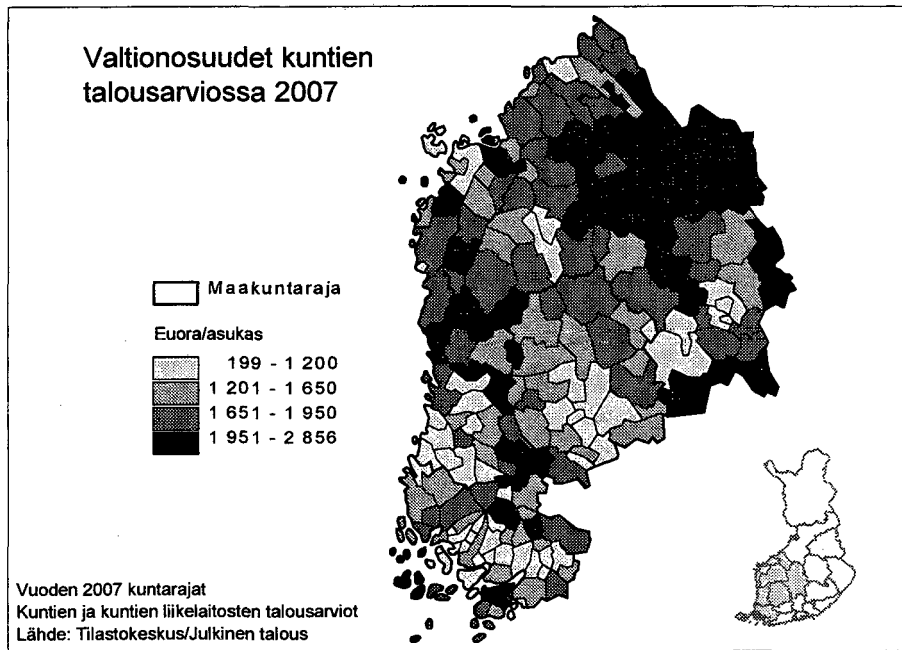 Valtionosuudet kuntien
talousarviossa 2007
Maakuntaraja
Euora/asukas
199 - 1 200
1 201 - 1 650
1 651 - 1 950
1 951 - 2 856
Vuoden 2007 kuntarajat
Kuntien ja kuntien liikelaitosten talousarviot
Lähde: Tilastokeskus/Julkinen talous